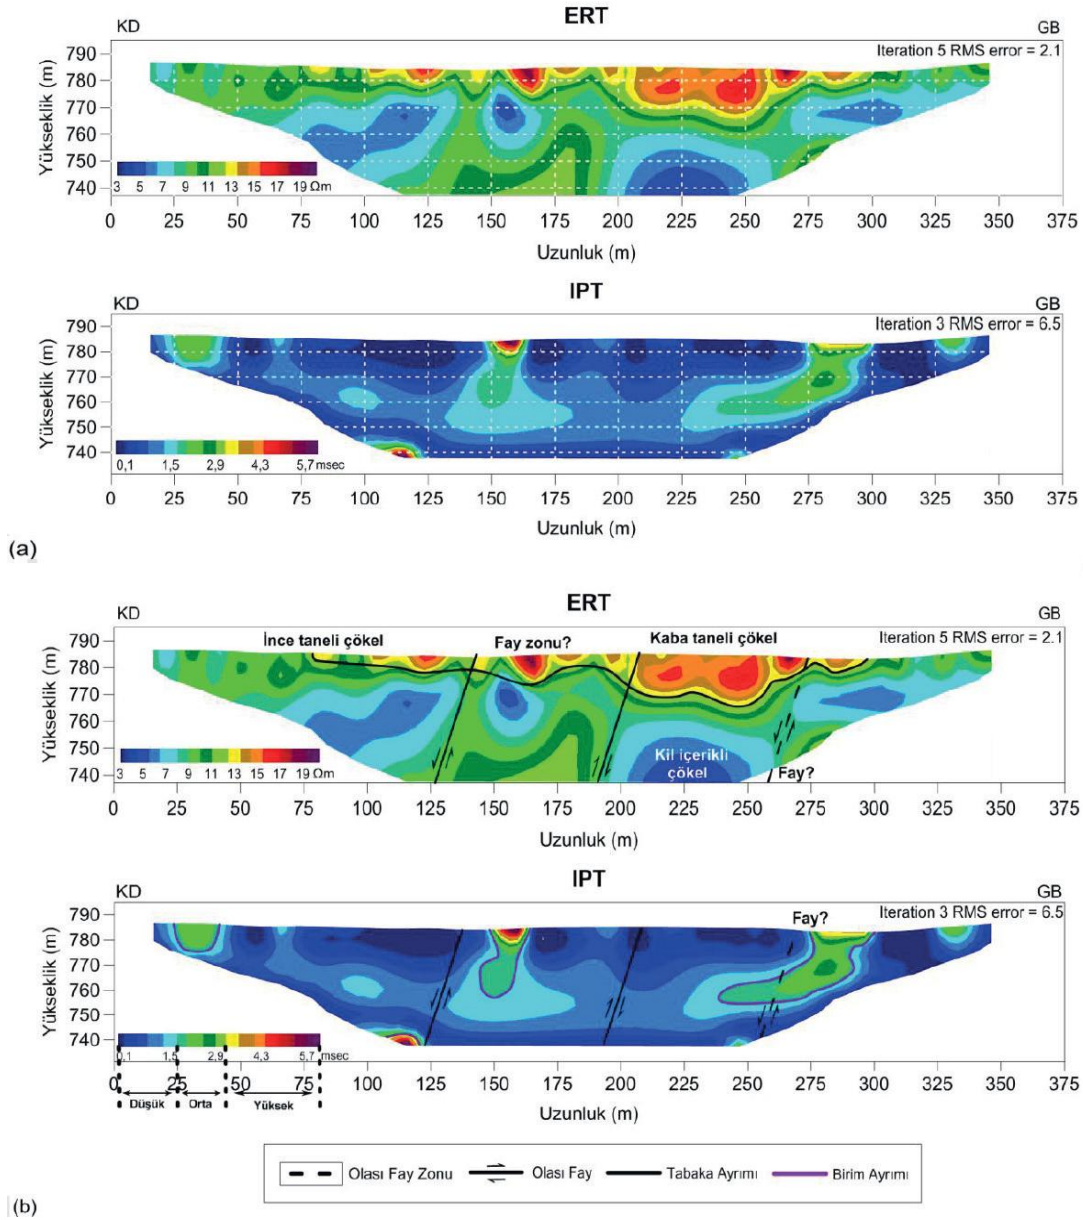 ERT
KD
GB
Iteration 5 RMS error = 2.1
Yükseklik (m)
790
780
770
760
750
740
3 5 7 9 11 13 15 17 19 Ωm
0 25 50 75 100 125 150 175 200 225 250 275 300 325 350 375
Uzunluk (m)
IPT
KD
GB
Iteration 3 RMS error = 6.5
Yükseklik (m)
790
780
770
760
750
740
0,1 1,5 2,9 4,3 5,7 msec
0 25 50 75 100 125 150 175 200 225 250 275 300 325 350 375
Uzunluk (m)
(a)
ERT
KD
GB
İnce taneli çökel
Fay zonu?
Kaba taneli çökel
Iteration 5 RMS error = 2.1
Yükseklik (m)
790
780
770
760
750
740
Kil içerikli
çökel
Fay?
3 5 7 9 11 13 15 17 19 Ωm
0 25 50 75 100 125 150 175 200 225 250 275 300 325 350 375
Uzunluk (m)
IPT
KD
GB
Fay?
Iteration 3 RMS error = 6.5
Yükseklik (m)
790
780
770
760
750
740
0,1 1,5 2,9 4,3 5,7 msec
0 25 50 75 100 125 150 175 200 225 250 275 300 325 350 375
Düşük Orta Yüksek
Uzunluk (m)
Olası Fay Zonu Olası Fay Tabaka Ayrımı Birim Ayrımı
(b)